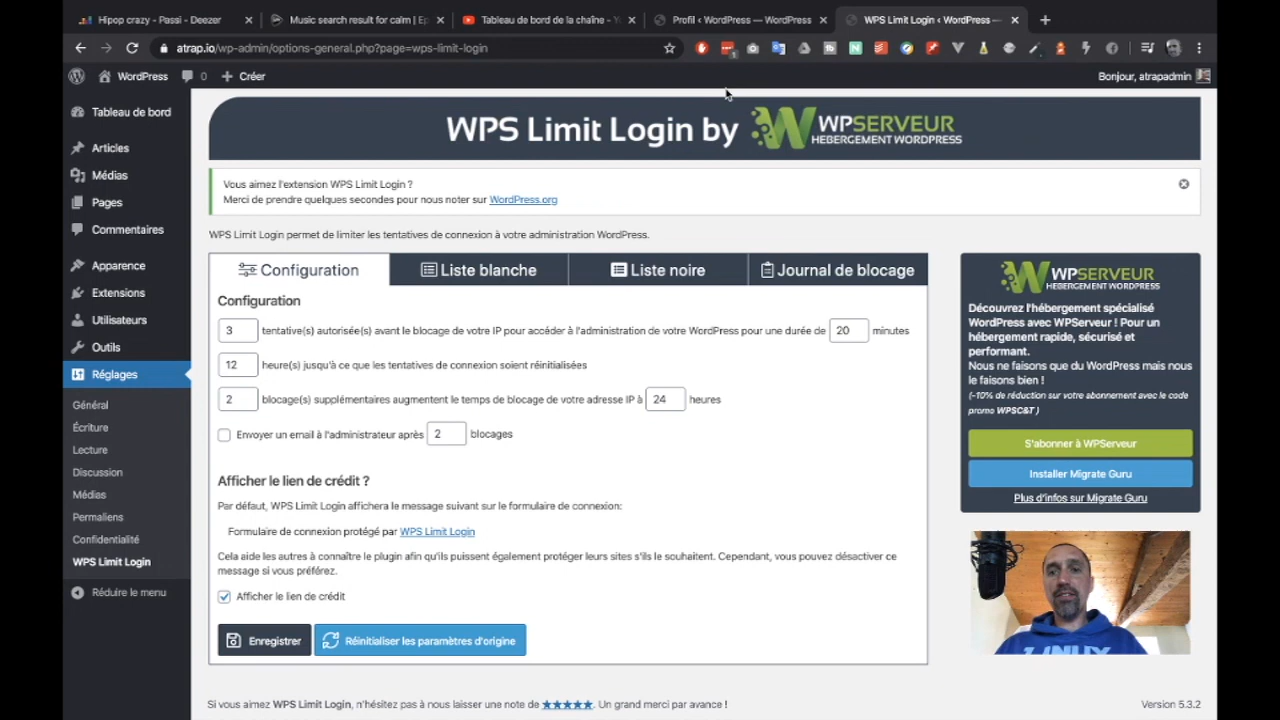 Hipop crazy - Passi - Deezer
Music search result for calm | Ep
Tableau de bord de la chaîne - Y
Profil ‹ WordPress — WordPress
WPS Limit Login ‹ WordPress —
atrap.io/wp-admin/options-general.php?page=wps-limit-login
WordPress
0
Créer
Bonjour, atrapadmin
Tableau de bord
Articles
Médias
Pages
Commentaires
Apparence
Extensions
Utilisateurs
Outils
Réglages
Général
Écriture
Lecture
Discussion
Médias
Permaliens
Confidentialité
WPS Limit Login
Réduire le menu
WPS Limit Login by
WPSERVEUR
HEBERGEMENT WORDPRESS
Vous aimez l'extension WPS Limit Login ?
Merci de prendre quelques secondes pour nous noter sur WordPress.org
WPS Limit Login permet de limiter les tentatives de connexion à votre administration WordPress.
Configuration
Liste blanche
Liste noire
Journal de blocage
Configuration
3 tentative(s) autorisée(s) avant le blocage de votre IP pour accéder à l'administration de votre WordPress pour une durée de 20 minutes
12 heure(s) jusqu'à ce que les tentatives de connexion soient réinitialisées
2 blocage(s) supplémentaires augmentent le temps de blocage de votre adresse IP à 24 heures
Envoyer un email à l'administrateur après 2 blocages
Afficher le lien de crédit ?
Par défaut, WPS Limit Login affichera le message suivant sur le formulaire de connexion:
Formulaire de connexion protégé par WPS Limit Login
Cela aide les autres à connaître le plugin afin qu'ils puissent également protéger leurs sites s'ils le souhaitent. Cependant, vous pouvez désactiver ce
message si vous préférez.
Afficher le lien de crédit
Enregistrer
Réinitialiser les paramètres d'origine
WPSERVEUR
HEBERGEMENT WORDPRESS
Découvrez l'hébergement spécialisé
WordPress avec WPServeur ! Pour un
hébergement rapide, sécurisé et
performant.
Nous ne faisons que du WordPress mais nous
le faisons bien !
(-10% de réduction sur votre abonnement avec le code
promo WPSC&T )
S'abonner à WPServeur
Installer Migrate Guru
Plus d'infos sur Migrate Guru
LINUX
Si vous aimez WPS Limit Login, n'hésitez pas à nous laisser une note de ★★★★★. Un grand merci par avance !
Version 5.3.2